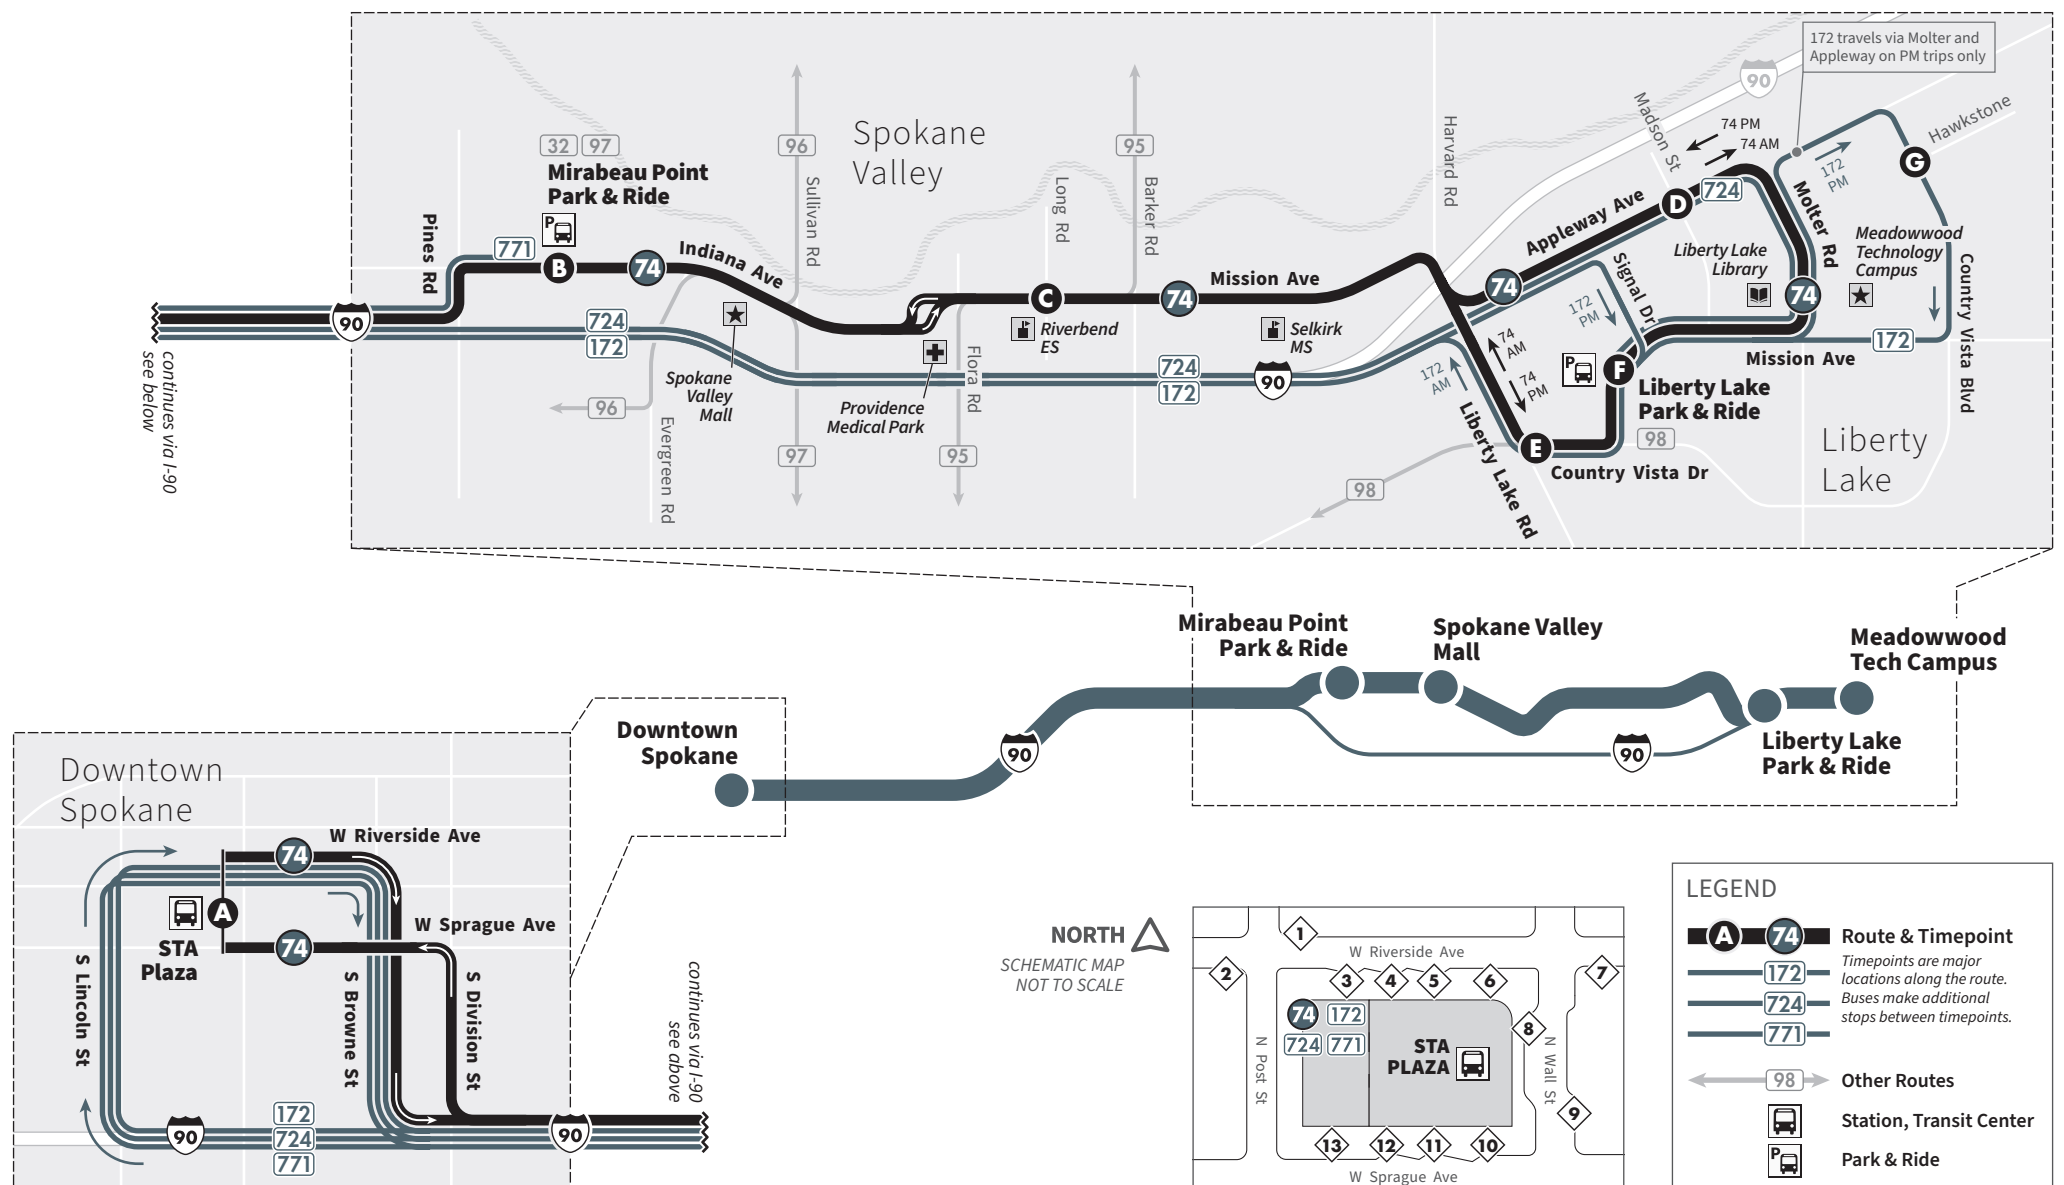 172 travels via Molter and
Appleway on PM trips only
90
Spokane
Valley
32
97
96
95
Mirabeau Point
Park & Ride
P
Pines Rd
771
B
74
Indiana Ave
Sullivan Rd
Long Rd
Barker Rd
Harvard Rd
Madson St
74 PM
74 AM
Hawkstone
G
172
PM
Appleway Ave
D
724
Molter Rd
Liberty Lake
Library
Meadowwood
Technology
Campus
Country Vista Blvd
Signal Dr
Mission Ave
C
74
74
74
90
724
172
Riverbend
ES
Selkirk
MS
172
PM
74
AM
74
PM
172
AM
P
F
Liberty Lake
Park & Ride
Mission Ave
172
continues via I-90
see below
Spokane
Valley
Mall
Providence
Medical Park
Flora Rd
724
172
90
96
Evergreen Rd
97
95
98
Liberty Lake Rd
E
Country Vista Dr
98
Liberty
Lake
Mirabeau Point
Park & Ride
Spokane Valley
Mall
Meadowwood
Tech Campus
Downtown
Spokane
90
90
Liberty Lake
Park & Ride
Downtown
Spokane
W Riverside Ave
74
A
STA
Plaza
W Sprague Ave
74
S Lincoln St
S Browne St
S Division St
continues via I-90
see above
90
172
724
771
90
NORTH
SCHEMATIC MAP
NOT TO SCALE
1
W Riverside Ave
2
3
4
5
6
7
74
172
724
771
STA
PLAZA
8
N Post St
N Wall St
9
13
12
11
10
W Sprague Ave
LEGEND
A
74
Route & Timepoint
172
724
771
Timepoints are major
locations along the route.
Buses make additional
stops between timepoints.
98
Other Routes
Station, Transit Center
P
Park & Ride